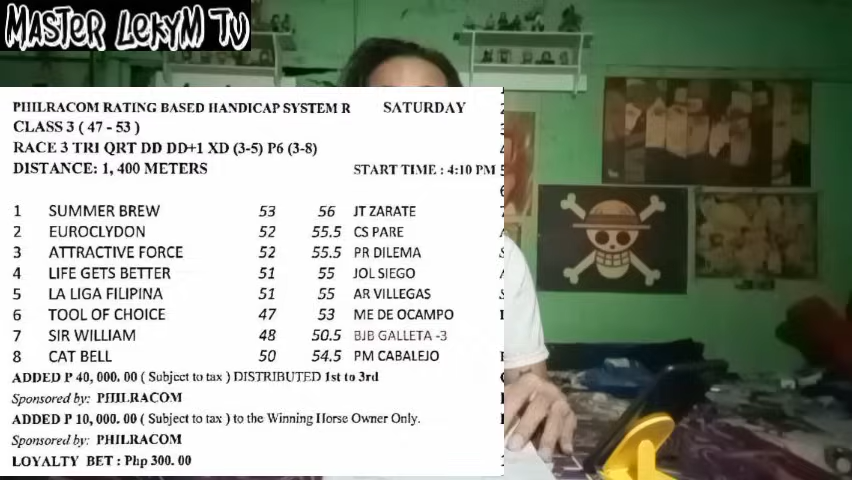 MASTER LEKYM TV
PHILRACOM RATING BASED HANDICAP SYSTEM R SATURDAY
CLASS 3 ( 47 - 53 )
RACE 3 TRI QRT DD DD+1 XD (3-5) P6 (3-8)
DISTANCE: 1, 400 METERS START TIME : 4:10 PM
1 SUMMER BREW 53 56 JT ZARATE
2 EUROCLYDON 52 55.5 CS PARE
3 ATTRACTIVE FORCE 52 55.5 PR DILEMA
4 LIFE GETS BETTER 51 55 JOL SIEGO
5 LA LIGA FILIPINA 51 55 AR VILLEGAS
6 TOOL OF CHOICE 47 53 ME DE OCAMPO
7 SIR WILLIAM 48 50.5 BJB GALLETA -3
8 CAT BELL 50 54.5 PM CABALEJO
ADDED P 40,000. 00 ( Subject to tax ) DISTRIBUTED 1st to 3rd
Sponsored by: PHILRACOM
ADDED P 10,000. 00 ( Subject to tax ) to the Winning Horse Owner Only.
Sponsored by: PHILRACOM
LOYALTY BET : Php 300. 00